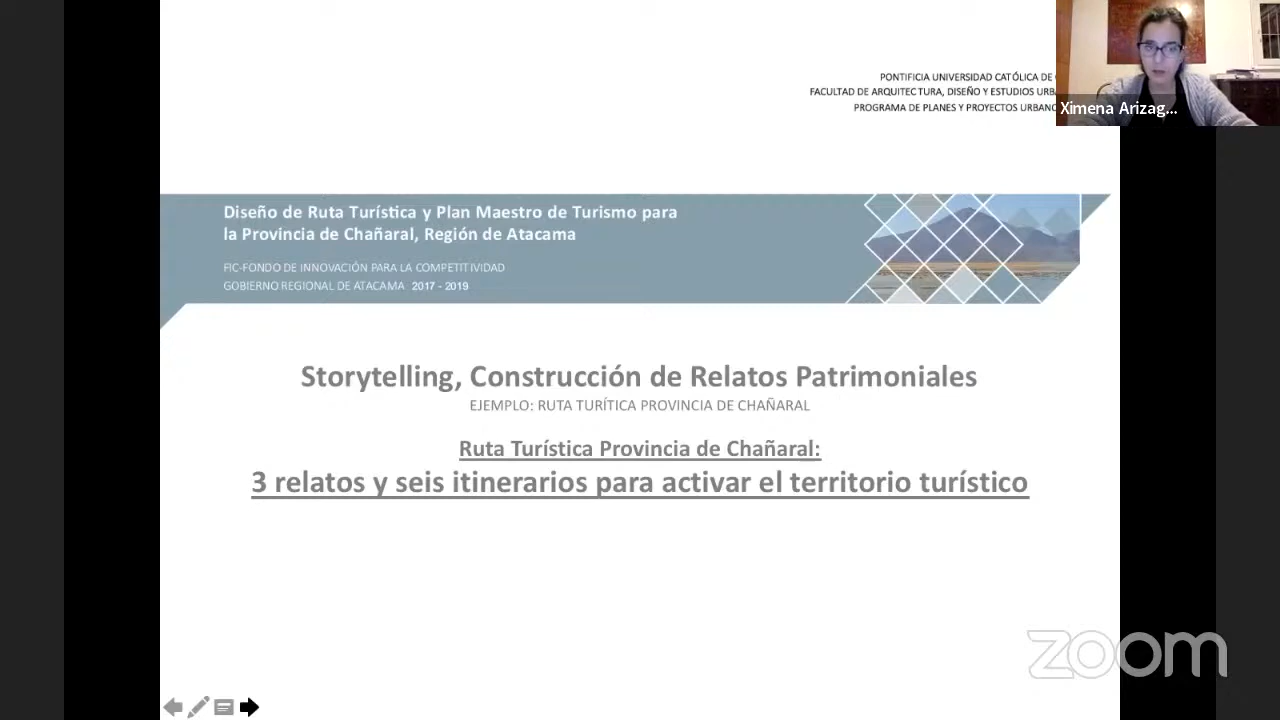 PONTIFICIA UNIVERSIDAD CATÓLICA DE
FACULTAD DE ARQUITECTURA, DISEÑO Y ESTUDIOS
PROGRAMA DE PLANES Y PROYECTOS
Ximena Arizag...
Diseño de Ruta Turística y Plan Maestro de Turismo para
la Provincia de Chañaral, Región de Atacama
FIC-FONDO DE INNOVACIÓN PARA LA COMPETITIVIDAD
GOBIERNO REGIONAL DE ATACAMA 2017 - 2019
Storytelling, Construcción de Relatos Patrimoniales
EJEMPLO: RUTA TURÍTICA PROVINCIA DE CHAÑARAL
Ruta Turística Provincia de Chañaral:
3 relatos y seis itinerarios para activar el territorio turístico
zoom